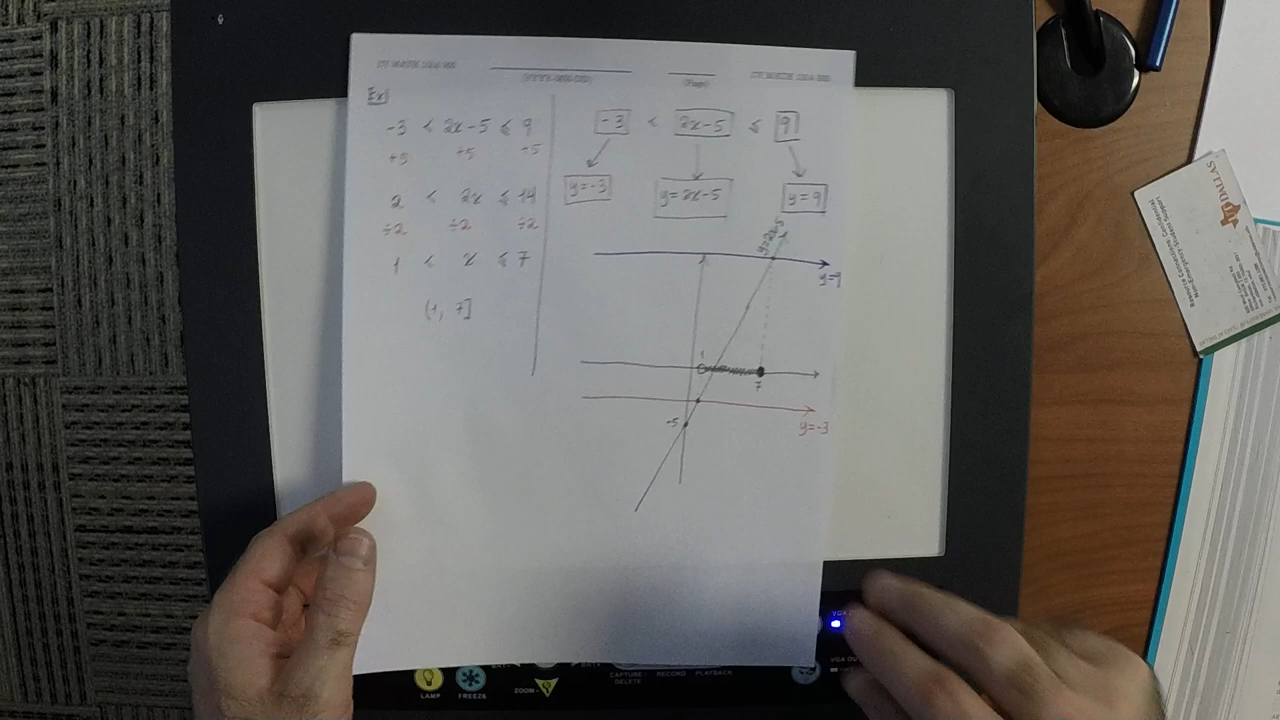 Ex)
-3 < 2x-5 ≤ 9
+5 +5 +5
2 < 2x ≤ 14
÷2 ÷2 ÷2
1 < x ≤ 7
(1, 7]
-3 < 2x-5 ≤ 9
y=-3 y=2x-5 y=9
y=2x-5
y=9
1
7
y=-3
-5
DALLAS
LAMP
FREEZE
ZOOM
CAPTURE
DELETE
RECORD
PLAYBACK